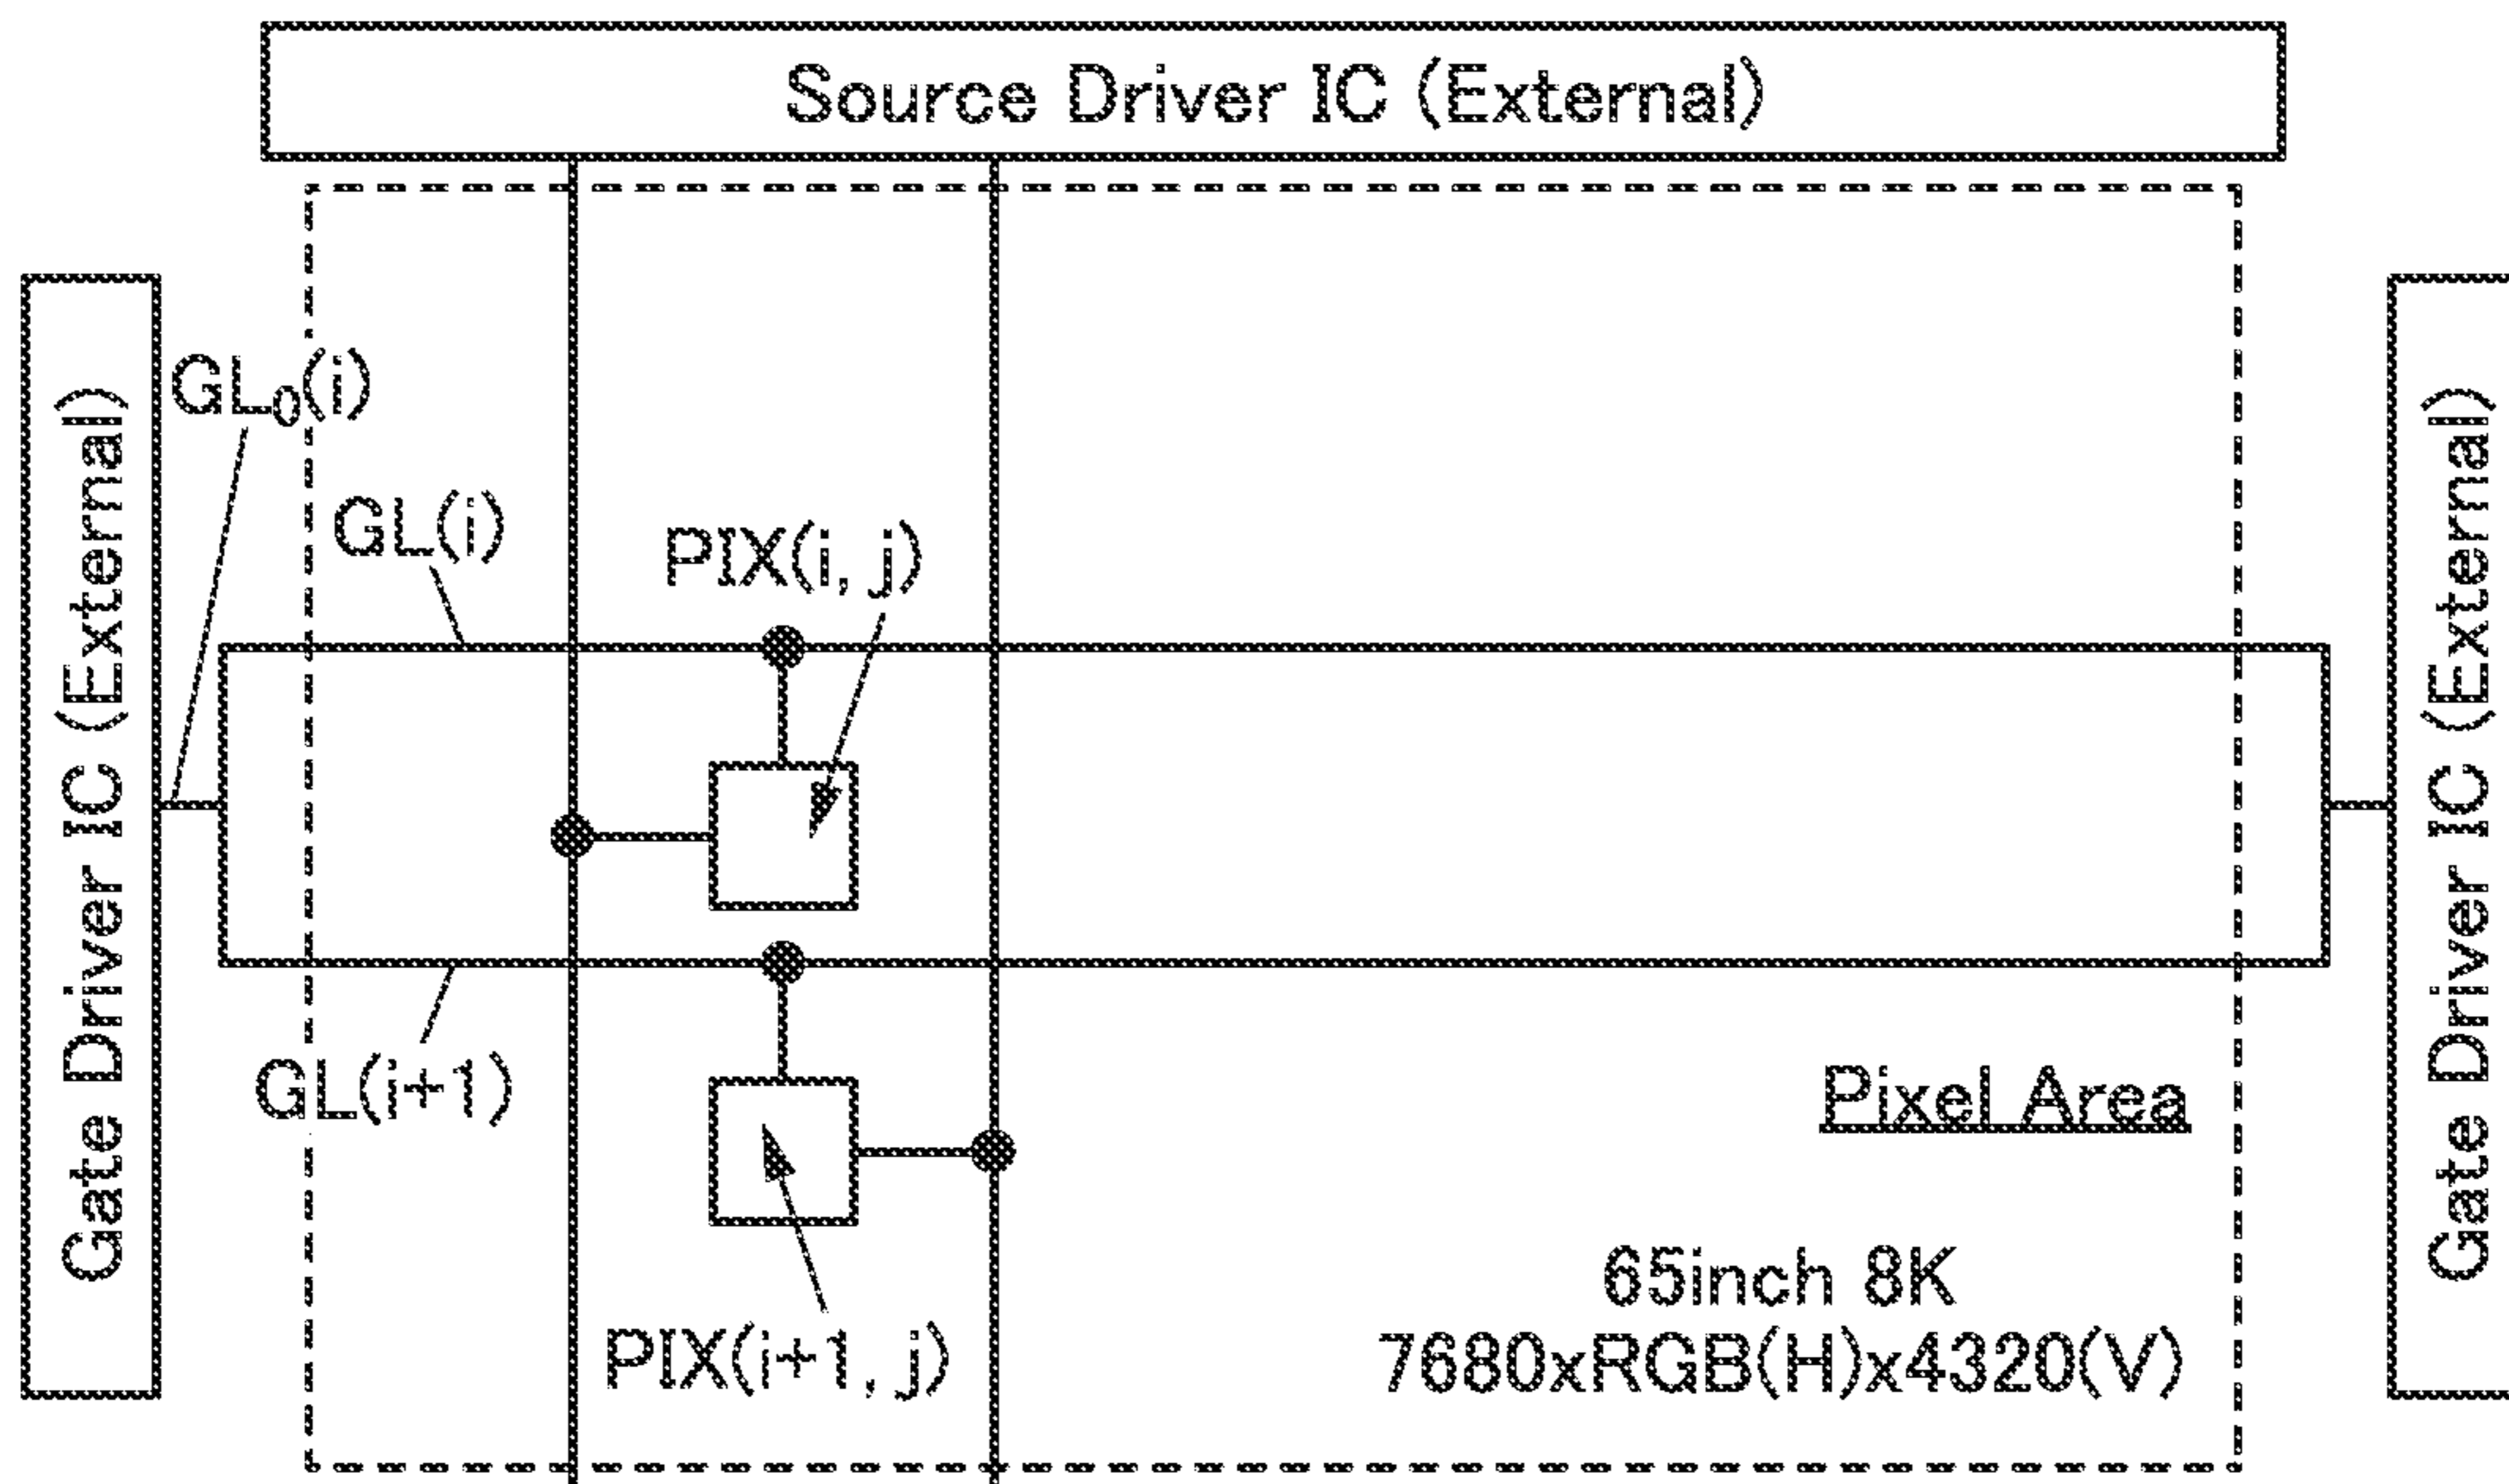 Source Driver IC (External)
Gate Driver IC (External)
GL₀(i)
GL(i)
PIX(i, j)
Gate Driver IC (External)
GL(i+1)
Pixel Area
PIX(i+1, j)
65inch 8K
7680xRGB(H)x4320(V)